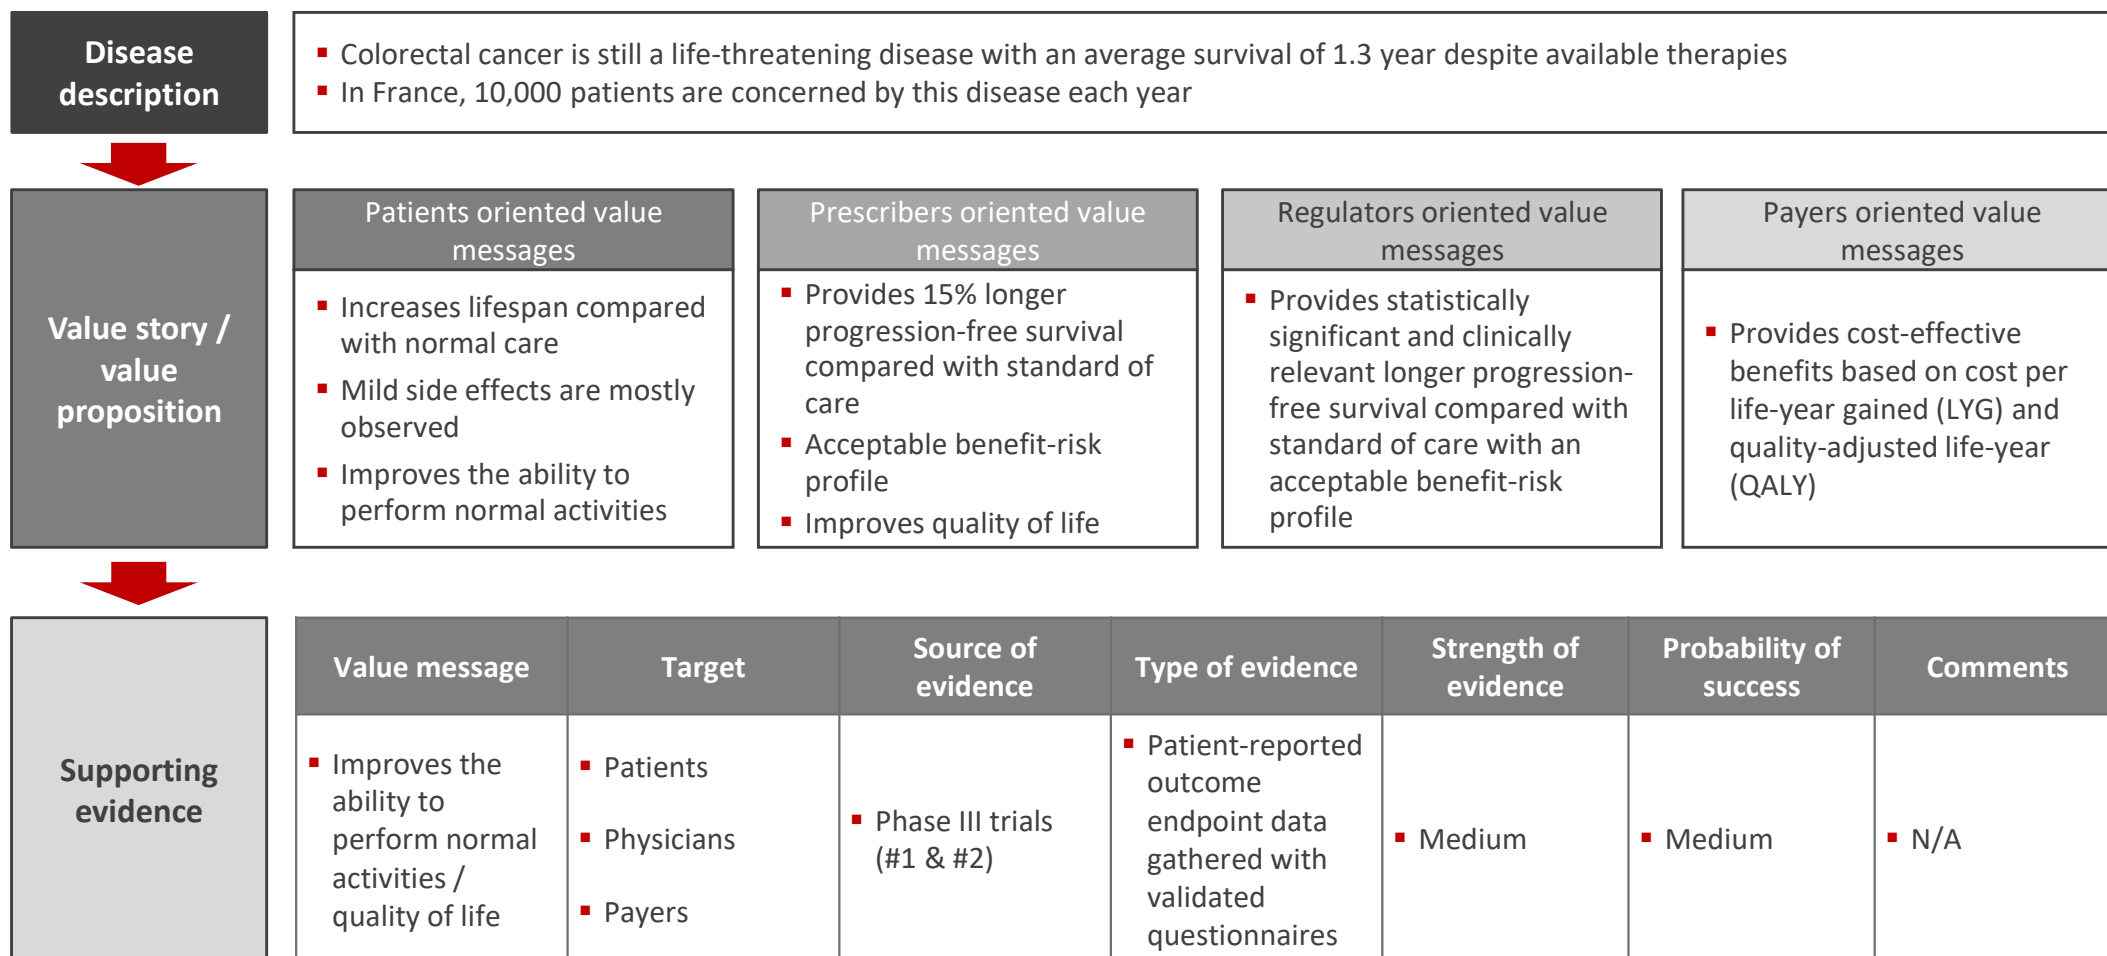 Disease
description
▪ Colorectal cancer is still a life-threatening disease with an average survival of 1.3 year despite available therapies
▪ In France, 10,000 patients are concerned by this disease each year
Value story /
value
proposition
Patients oriented value
messages
▪ Increases lifespan compared
with normal care
▪ Mild side effects are mostly
observed
▪ Improves the ability to
perform normal activities
Prescribers oriented value
messages
▪ Provides 15% longer
progression-free survival
compared with standard of
care
▪ Acceptable benefit-risk
profile
▪ Improves quality of life
Regulators oriented value
messages
▪ Provides statistically
significant and clinically
relevant longer progression-
free survival compared with
standard of care with an
acceptable benefit-risk
profile
Payers oriented value
messages
▪ Provides cost-effective
benefits based on cost per
life-year gained (LYG) and
quality-adjusted life-year
(QALY)
Supporting
evidence
Value message
Target
Source of
evidence
Type of evidence
Strength of
evidence
Probability of
success
Comments
▪ Improves the
ability to
perform normal
activities /
quality of life
▪ Patients
▪ Physicians
▪ Payers
▪ Phase III trials
(#1 & #2)
▪ Patient-reported
outcome
endpoint data
gathered with
validated
questionnaires
▪ Medium
▪ Medium
▪ N/A